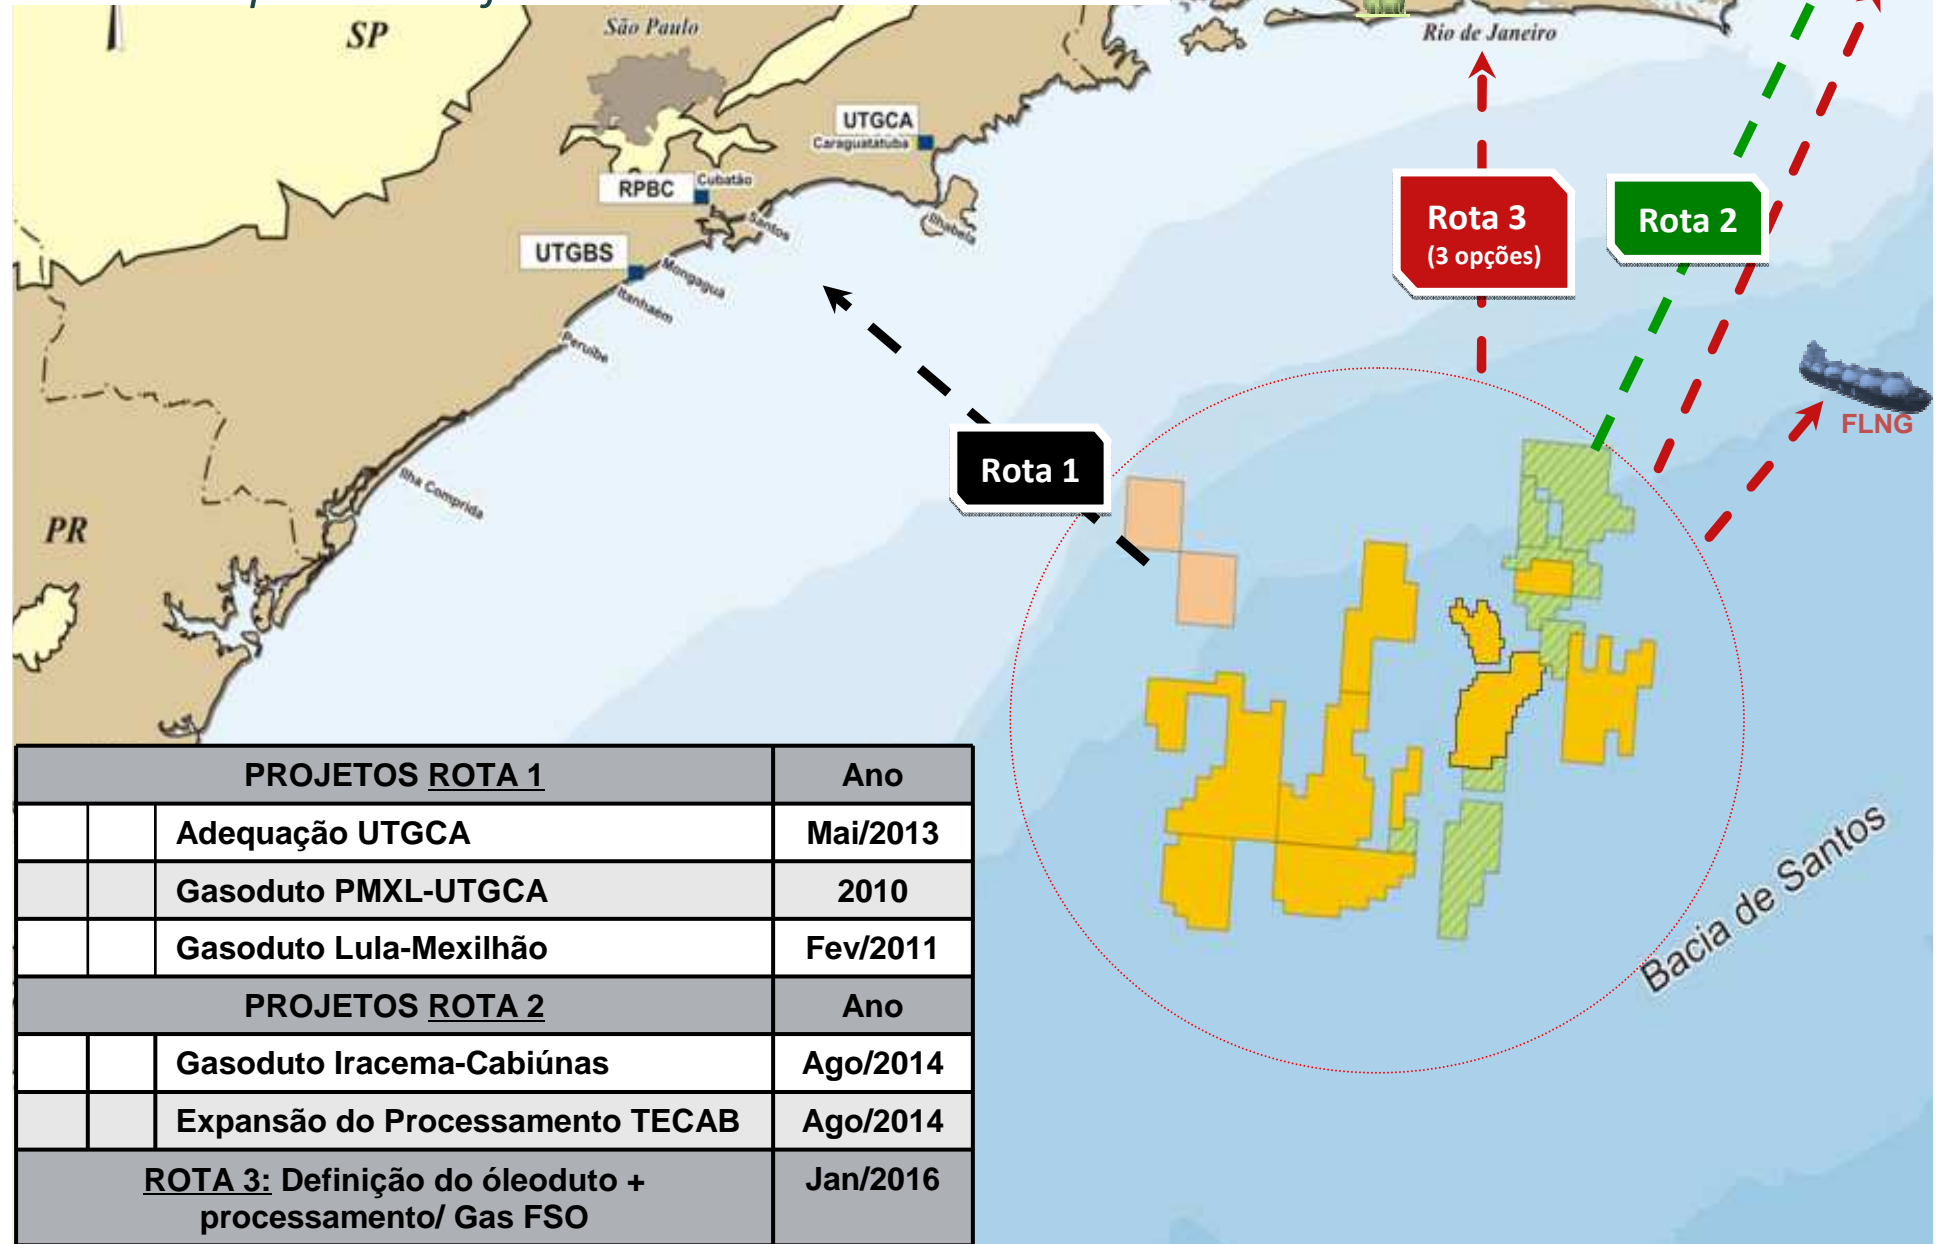 SP
São Paulo
Rio de Janeiro
UTGCA
Caraguatatuba
RPBC
Cubatão
Santos
Ilhabela
UTGBS
Mongaguá
Itanhaém
Peruíbe
Rota 3
(3 opções)
Rota 2
FLNG
Rota 1
Ilha Comprida
PR
Bacia de Santos
PROJETOS ROTA 1 Ano
Adequação UTGCA Mai/2013
Gasoduto PMXL-UTGCA 2010
Gasoduto Lula-Mexilhão Fev/2011
PROJETOS ROTA 2 Ano
Gasoduto Iracema-Cabiúnas Ago/2014
Expansão do Processamento TECAB Ago/2014
ROTA 3: Definição do óleoduto + Jan/2016
processamento/ Gas FSO